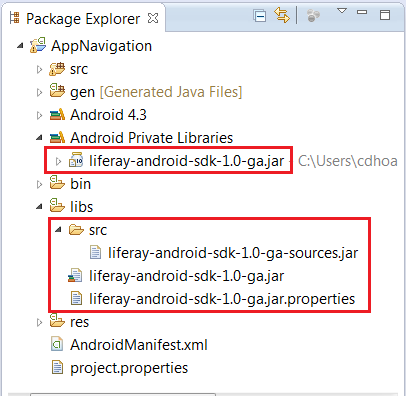 Package Explorer
AppNavigation
src
gen [Generated Java Files]
Android 4.3
Android Private Libraries
liferay-android-sdk-1.0-ga.jar - C:\Users\cdhoa
bin
libs
src
liferay-android-sdk-1.0-ga-sources.jar
liferay-android-sdk-1.0-ga.jar
liferay-android-sdk-1.0-ga.jar.properties
res
AndroidManifest.xml
project.properties